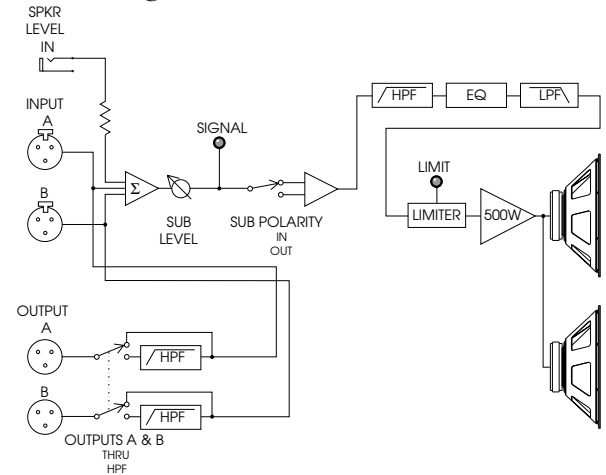 SPKR
LEVEL
IN
INPUT
A
B
Σ
SUB
LEVEL
SIGNAL
SUB POLARITY
IN
OUT
HPF
EQ
LPF
LIMIT
LIMITER
500W
OUTPUT
A
HPF
B
HPF
OUTPUTS A & B
THRU
HPF